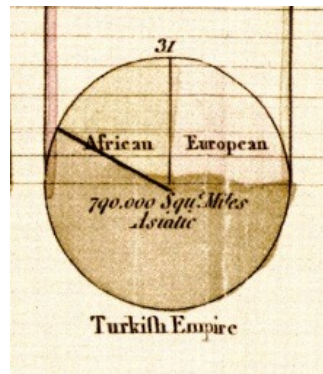 31
African European
790.000 Squ.ᵉ Miles
Asiatic
Turkiſh Empire